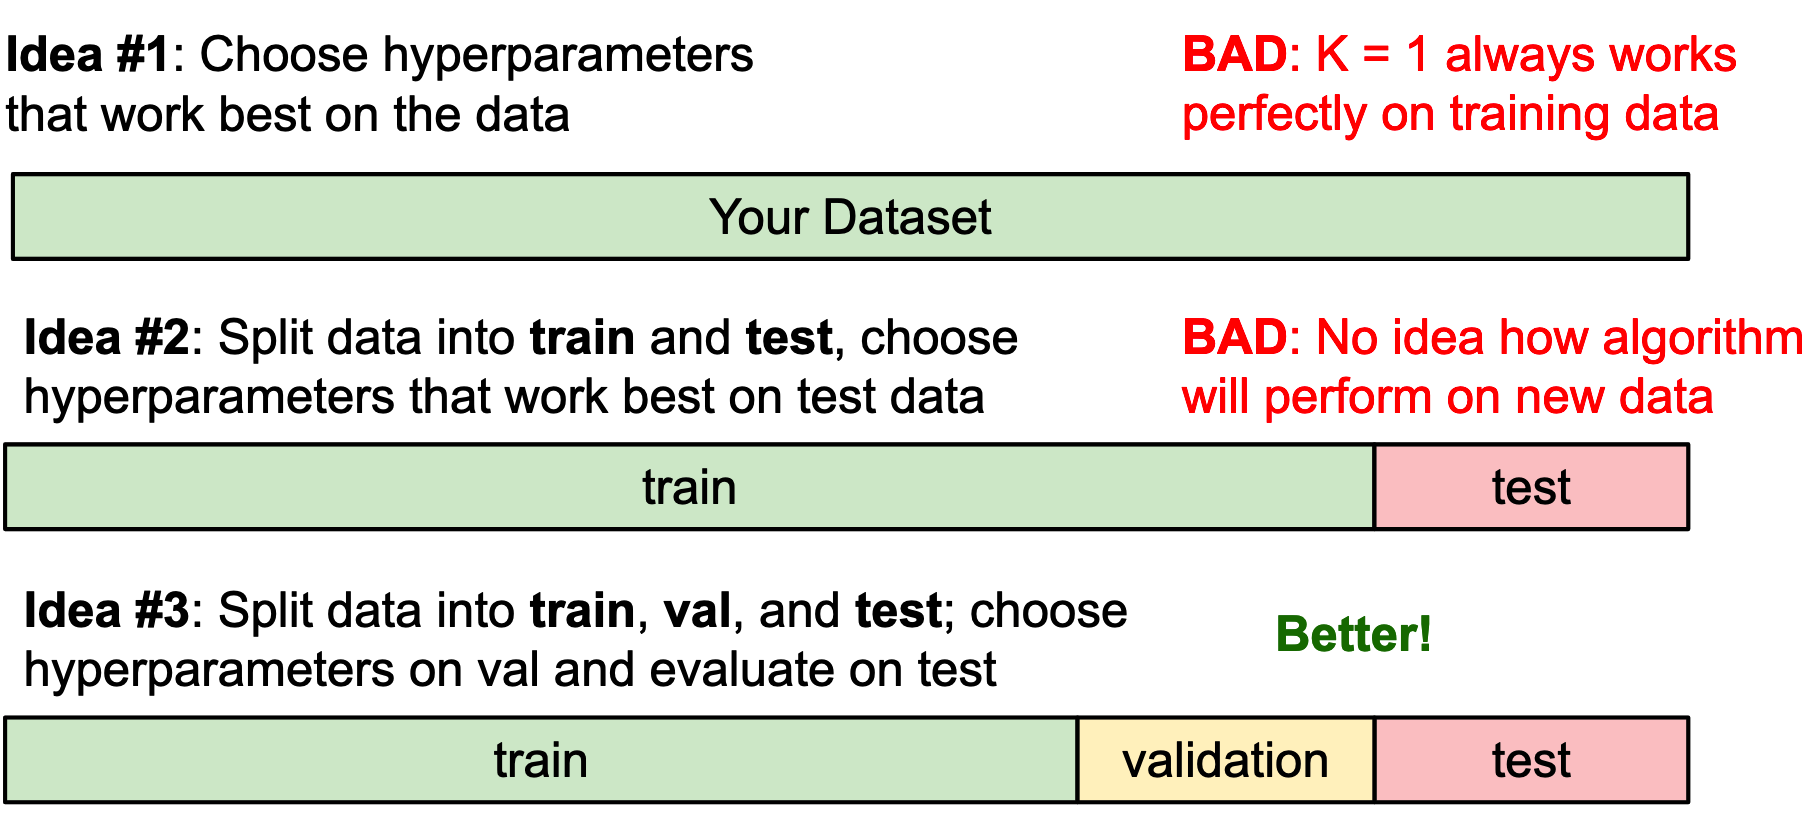 Idea #1: Choose hyperparameters
that work best on the data
BAD: K = 1 always works
perfectly on training data
Your Dataset
Idea #2: Split data into train and test, choose
hyperparameters that work best on test data
BAD: No idea how algorithm
will perform on new data
train
test
Idea #3: Split data into train, val, and test; choose
hyperparameters on val and evaluate on test
Better!
train
validation
test